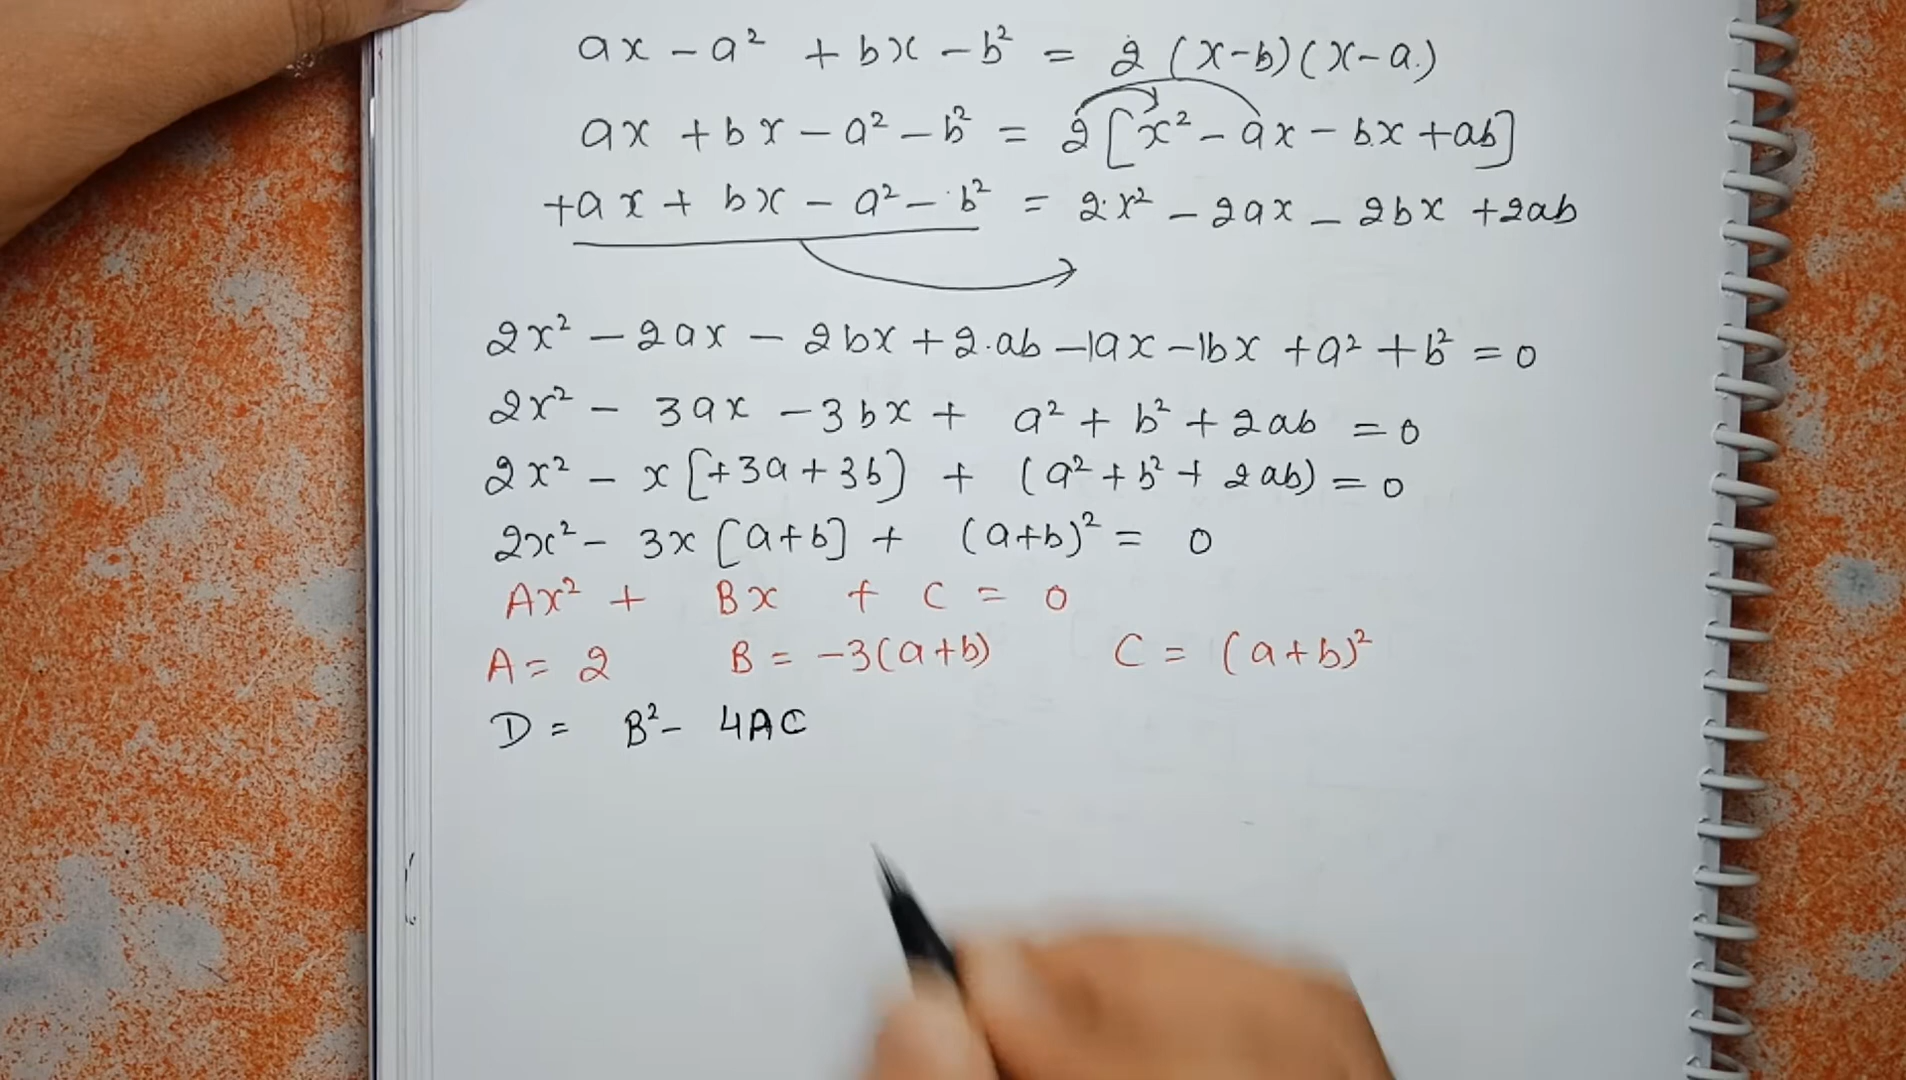 ax - a² + bx - b² = 2 (x-b)(x-a)
ax + bx - a² - b² = 2 [x² - ax - bx + ab]
+ax + bx - a² - b² = 2x² - 2ax - 2bx + 2ab
2x² - 2ax - 2bx + 2.ab - 1ax - 1bx + a² + b² = 0
2x² - 3ax - 3bx + a² + b² + 2ab = 0
2x² - x [+3a + 3b] + (a² + b² + 2ab) = 0
2x² - 3x [a+b] + (a+b)² = 0
Ax² + Bx + C = 0
A = 2 B = -3(a+b) C = (a+b)²
D = B² - 4AC